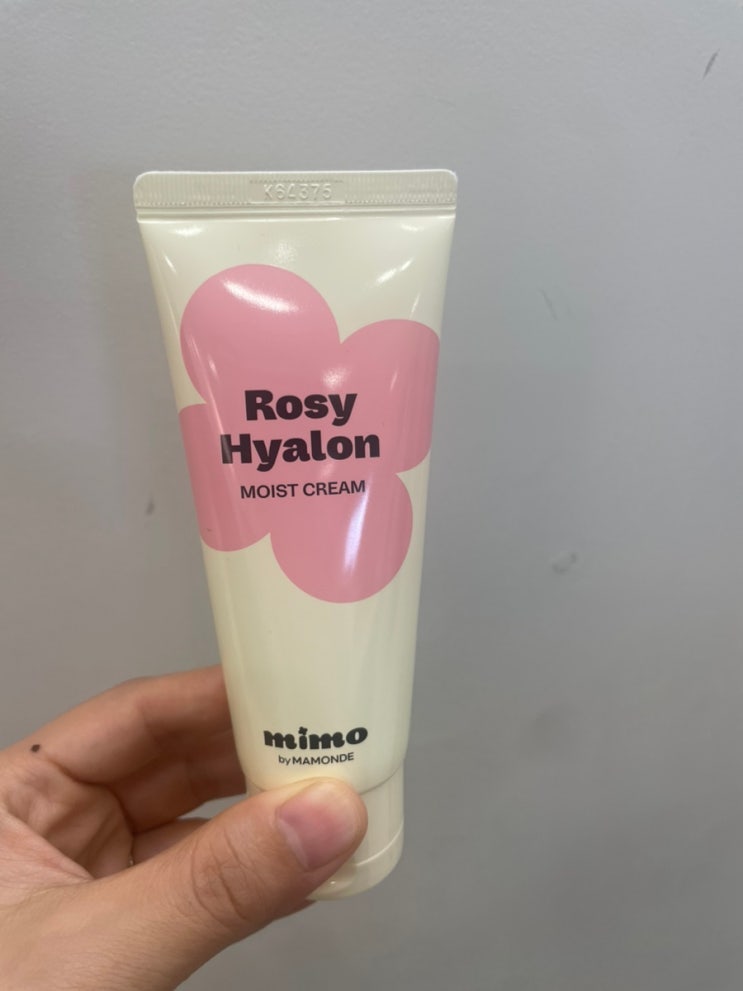 K64376
Rosy
Hyalon
MOIST CREAM
mimo
by MAMONDE